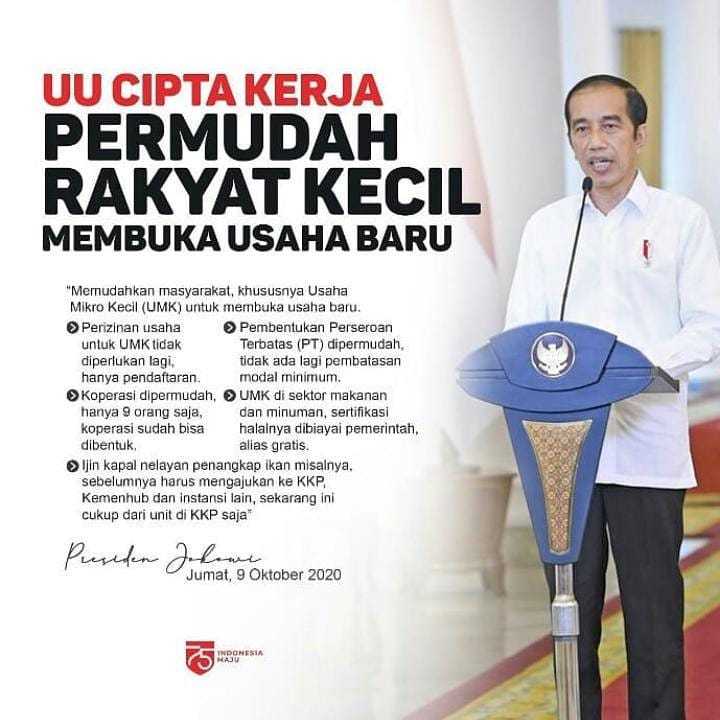 UU CIPTA KERJA
PERMUDAH
RAKYAT KECIL
MEMBUKA USAHA BARU
"Memudahkan masyarakat, khususnya Usaha
Mikro Kecil (UMK) untuk membuka usaha baru.
Perizinan usaha
untuk UMK tidak
diperlukan lagi,
hanya pendaftaran.
Pembentukan Perseroan
Terbatas (PT) dipermudah,
tidak ada lagi pembatasan
modal minimum.
Koperasi dipermudah,
hanya 9 orang saja,
koperasi sudah bisa
dibentuk.
UMK di sektor makanan
dan minuman, sertifikasi
halalnya dibiayai pemerintah,
alias gratis.
Ijin kapal nelayan penangkap ikan misalnya,
sebelumnya harus mengajukan ke KKP,
Kemenhub dan instansi lain, sekarang ini
cukup dari unit di KKP saja"
Presiden Jokowi
Jumat, 9 Oktober 2020
75 INDONESIA
MAJU